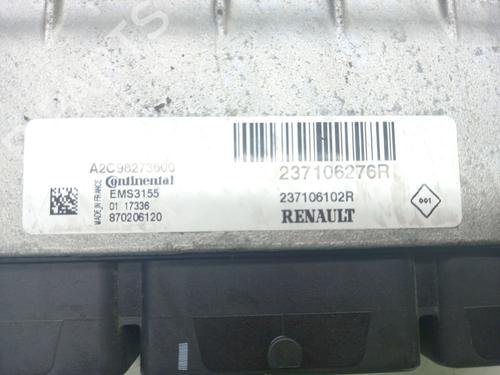 A2C98273600
Continental
EMS3155
01 17336
870206120
MADE IN FRANCE
237106276R
237106102R
RENAULT
001